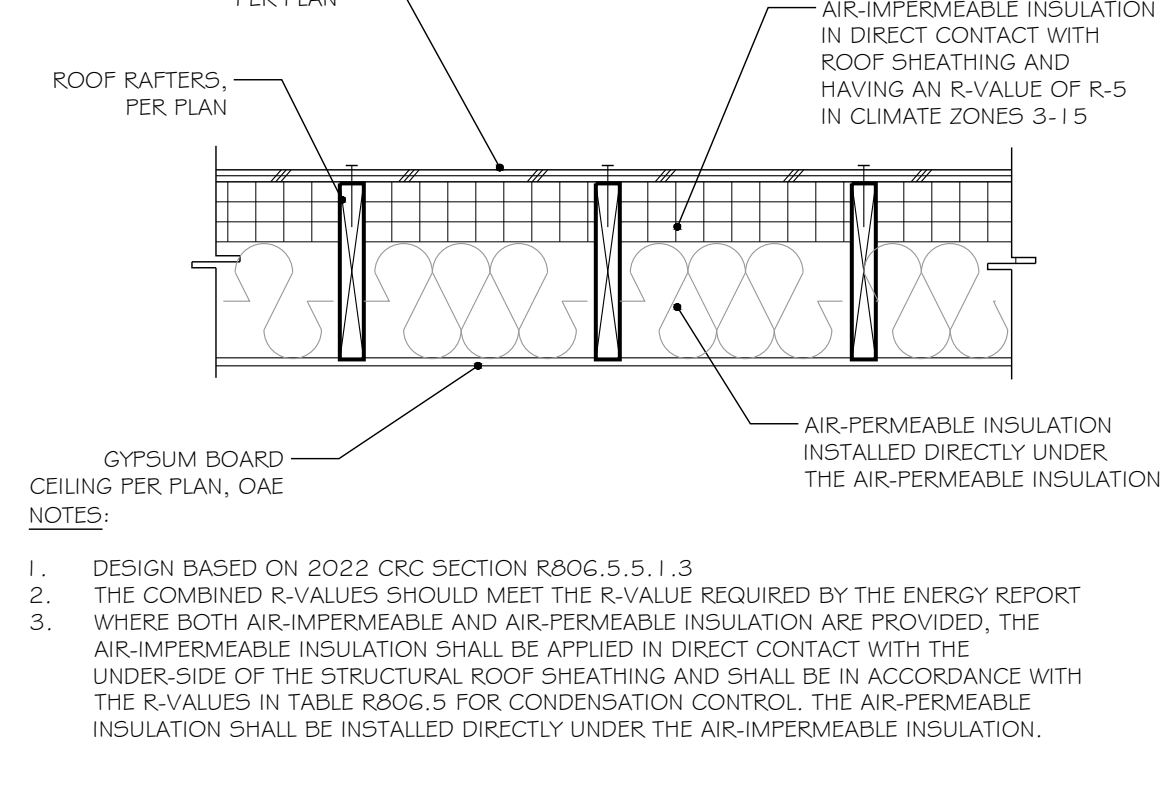 PER PLAN
AIR-IMPERMEABLE INSULATION
IN DIRECT CONTACT WITH
ROOF SHEATHING AND
HAVING AN R-VALUE OF R-5
IN CLIMATE ZONES 3-15
ROOF RAFTERS,
PER PLAN
AIR-PERMEABLE INSULATION
INSTALLED DIRECTLY UNDER
THE AIR-PERMEABLE INSULATION
GYPSUM BOARD
CEILING PER PLAN, OAE
NOTES:
1. DESIGN BASED ON 2022 CRC SECTION R806.5.5.1.3
2. THE COMBINED R-VALUES SHOULD MEET THE R-VALUE REQUIRED BY THE ENERGY REPORT
3. WHERE BOTH AIR-IMPERMEABLE AND AIR-PERMEABLE INSULATION ARE PROVIDED, THE
AIR-IMPERMEABLE INSULATION SHALL BE APPLIED IN DIRECT CONTACT WITH THE
UNDER-SIDE OF THE STRUCTURAL ROOF SHEATHING AND SHALL BE IN ACCORDANCE WITH
THE R-VALUES IN TABLE R806.5 FOR CONDENSATION CONTROL. THE AIR-PERMEABLE
INSULATION SHALL BE INSTALLED DIRECTLY UNDER THE AIR-IMPERMEABLE INSULATION.